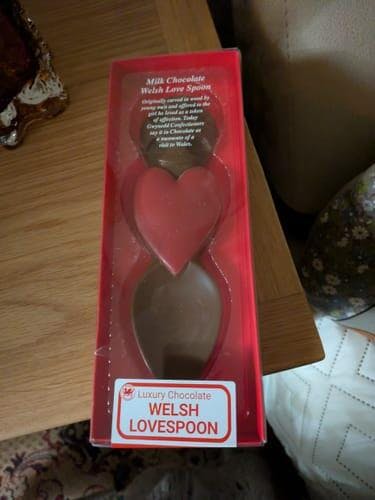 Milk Chocolate
Welsh Love Spoon
Originally carved in wood by
young men and offered to the
girl he loved as a token
of affection. Today
Gwynedd Confectioners
say it in Chocolate as
a momento of a
visit to Wales.
Luxury Chocolate
WELSH
LOVESPOON